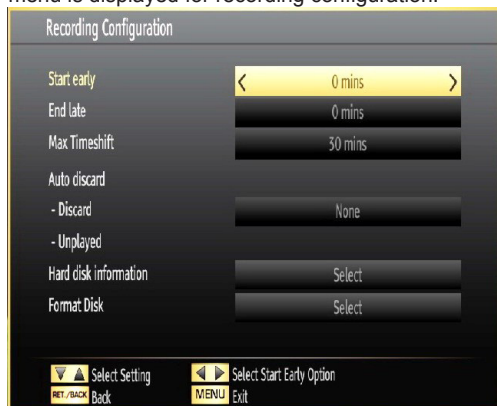 menu is displayed for recording configuration.
Recording Configuration
Start early 0 mins
End late 0 mins
Max Timeshift 30 mins
Auto discard
- Discard None
- Unplayed
Hard disk information Select
Format Disk Select
Select Setting Select Start Early Option
RET./BACK Back MENU Exit